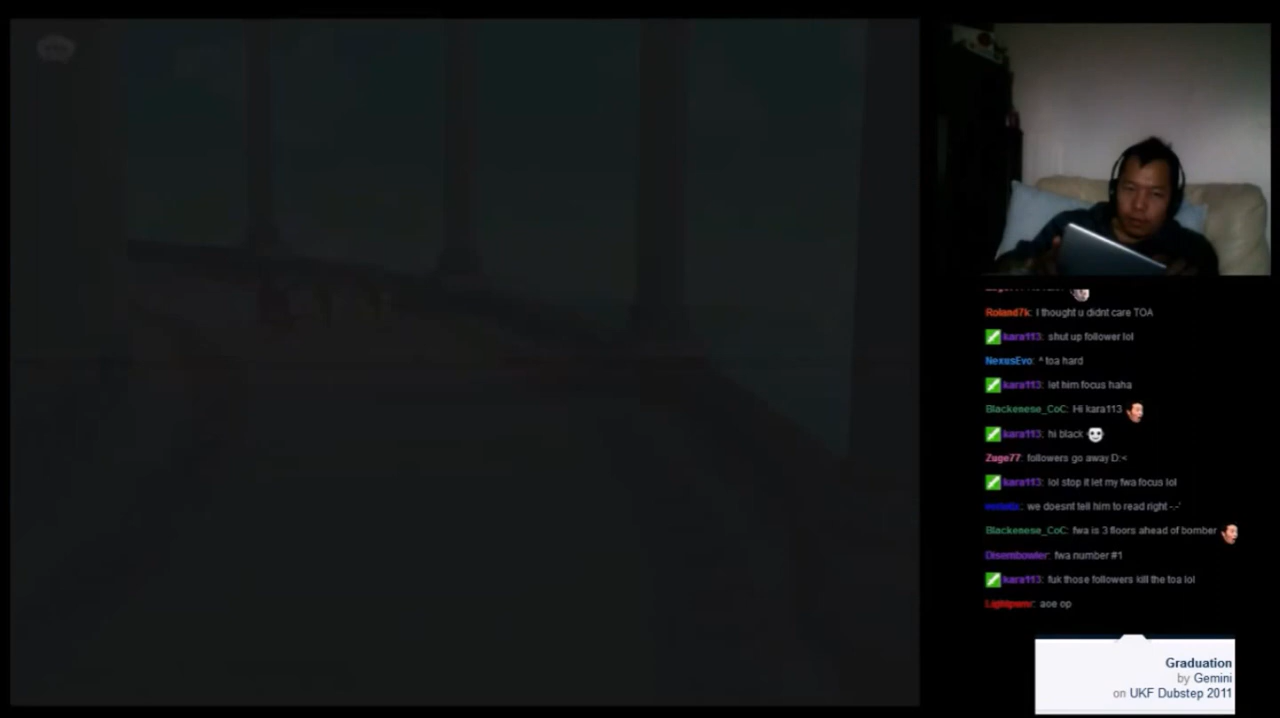 Roland7k: I thought u didnt care TOA
kara113: shut up follower lol
NexusEvo: ^ toa hard
kara113: let him focus haha
Blackenese_CoC: Hi kara113
kara113: hi black
Zuge77: followers go away D:<
kara113: lol stop it let my fwa focus lol
: we doesnt tell him to read right -.-'
Blackenese_CoC: fwa is 3 floors ahead of bomber
Disembowler: fwa number #1
kara113: fuk those followers kill the toa lol
Lightpwnr: aoe op
Graduation
by Gemini
on UKF Dubstep 2011